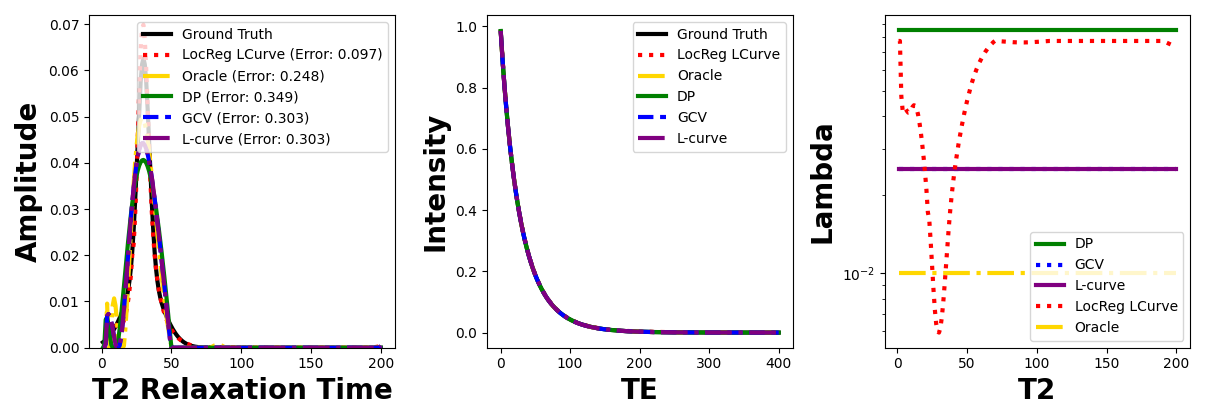 Amplitude
0.07
0.06
0.05
0.04
0.03
0.02
0.01
0.00
Ground Truth
LocReg LCurve (Error: 0.097)
Oracle (Error: 0.248)
DP (Error: 0.349)
GCV (Error: 0.303)
L-curve (Error: 0.303)
0 50 100 150 200
T2 Relaxation Time
Intensity
1.0
0.8
0.6
0.4
0.2
0.0
Ground Truth
LocReg LCurve
Oracle
DP
GCV
L-curve
0 100 200 300 400
TE
Lambda
10⁻²
DP
GCV
L-curve
LocReg LCurve
Oracle
0 50 100 150 200
T2